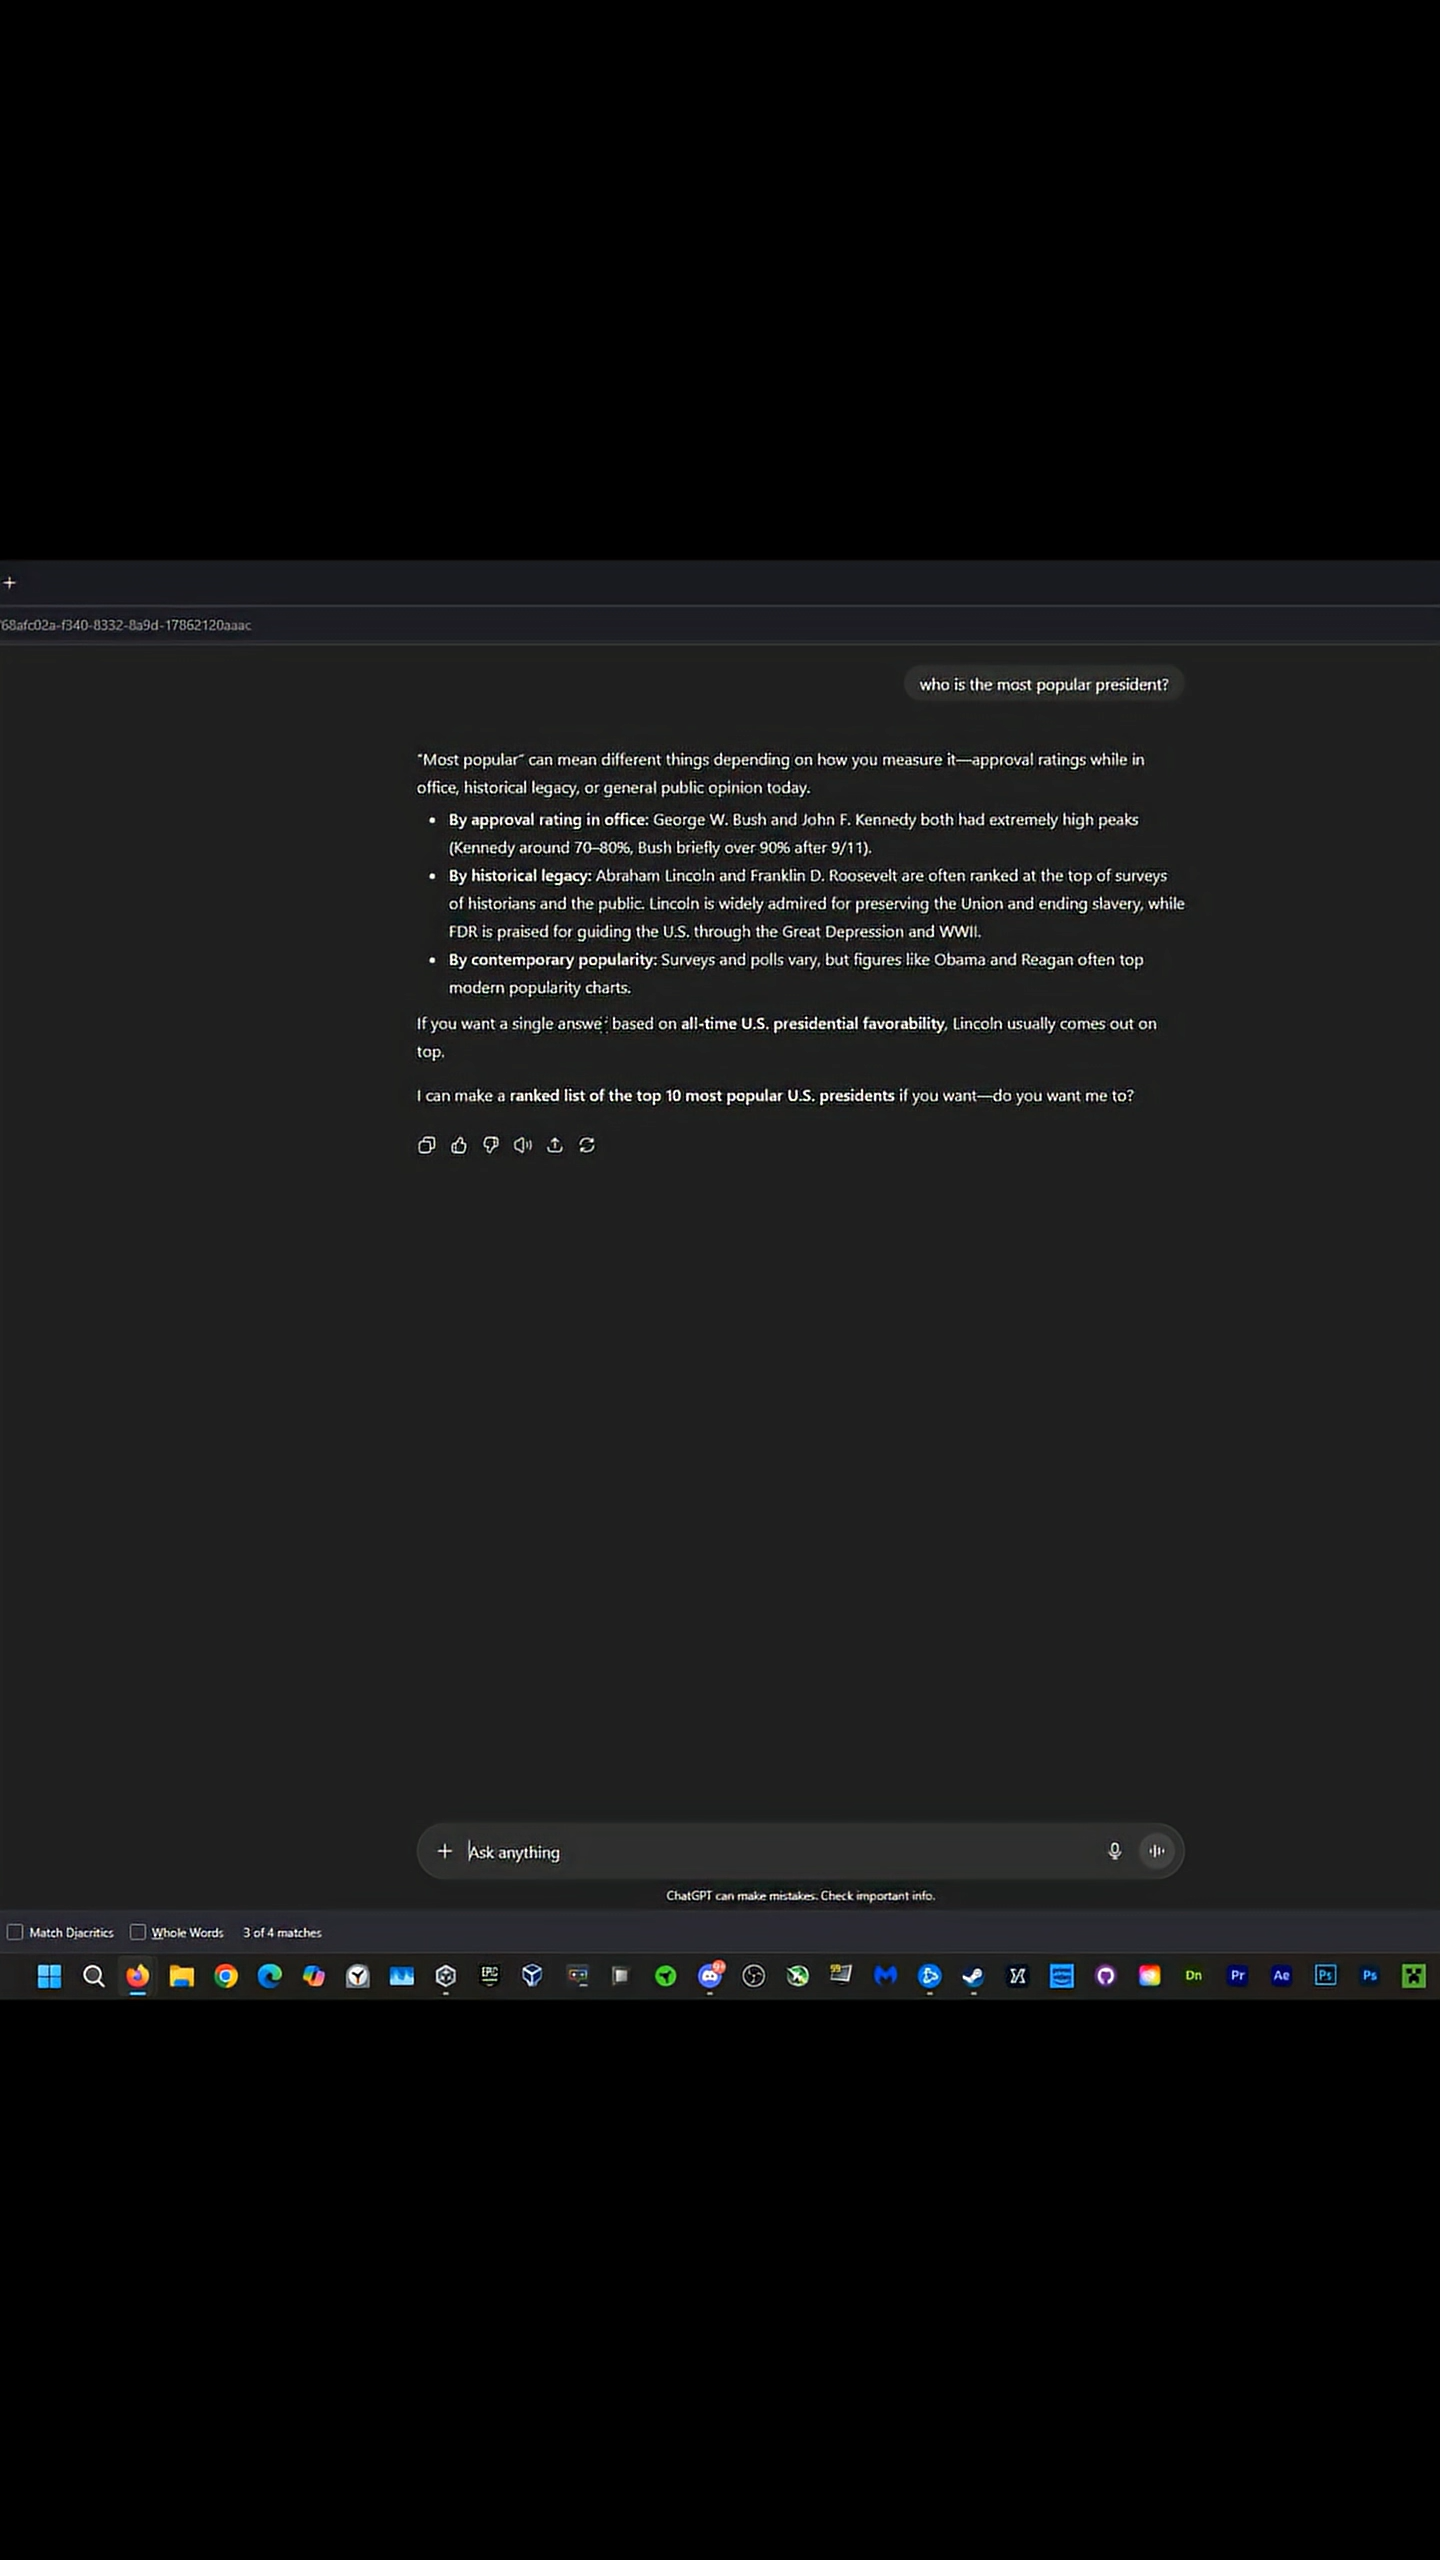 +
68afc02a-f340-8332-8a9d-17862120aaac
who is the most popular president?
"Most popular" can mean different things depending on how you measure it—approval ratings while in
office, historical legacy, or general public opinion today.
• By approval rating in office: George W. Bush and John F. Kennedy both had extremely high peaks
(Kennedy around 70–80%, Bush briefly over 90% after 9/11).
• By historical legacy: Abraham Lincoln and Franklin D. Roosevelt are often ranked at the top of surveys
of historians and the public. Lincoln is widely admired for preserving the Union and ending slavery, while
FDR is praised for guiding the U.S. through the Great Depression and WWII.
• By contemporary popularity: Surveys and polls vary, but figures like Obama and Reagan often top
modern popularity charts.
If you want a single answer based on all-time U.S. presidential favorability, Lincoln usually comes out on
top.
I can make a ranked list of the top 10 most popular U.S. presidents if you want—do you want me to?
+ Ask anything
ChatGPT can make mistakes. Check important info.
Match Diacritics Whole Words 3 of 4 matches
EPIC 9+ 99 Dn Pr Ae Ps Ps